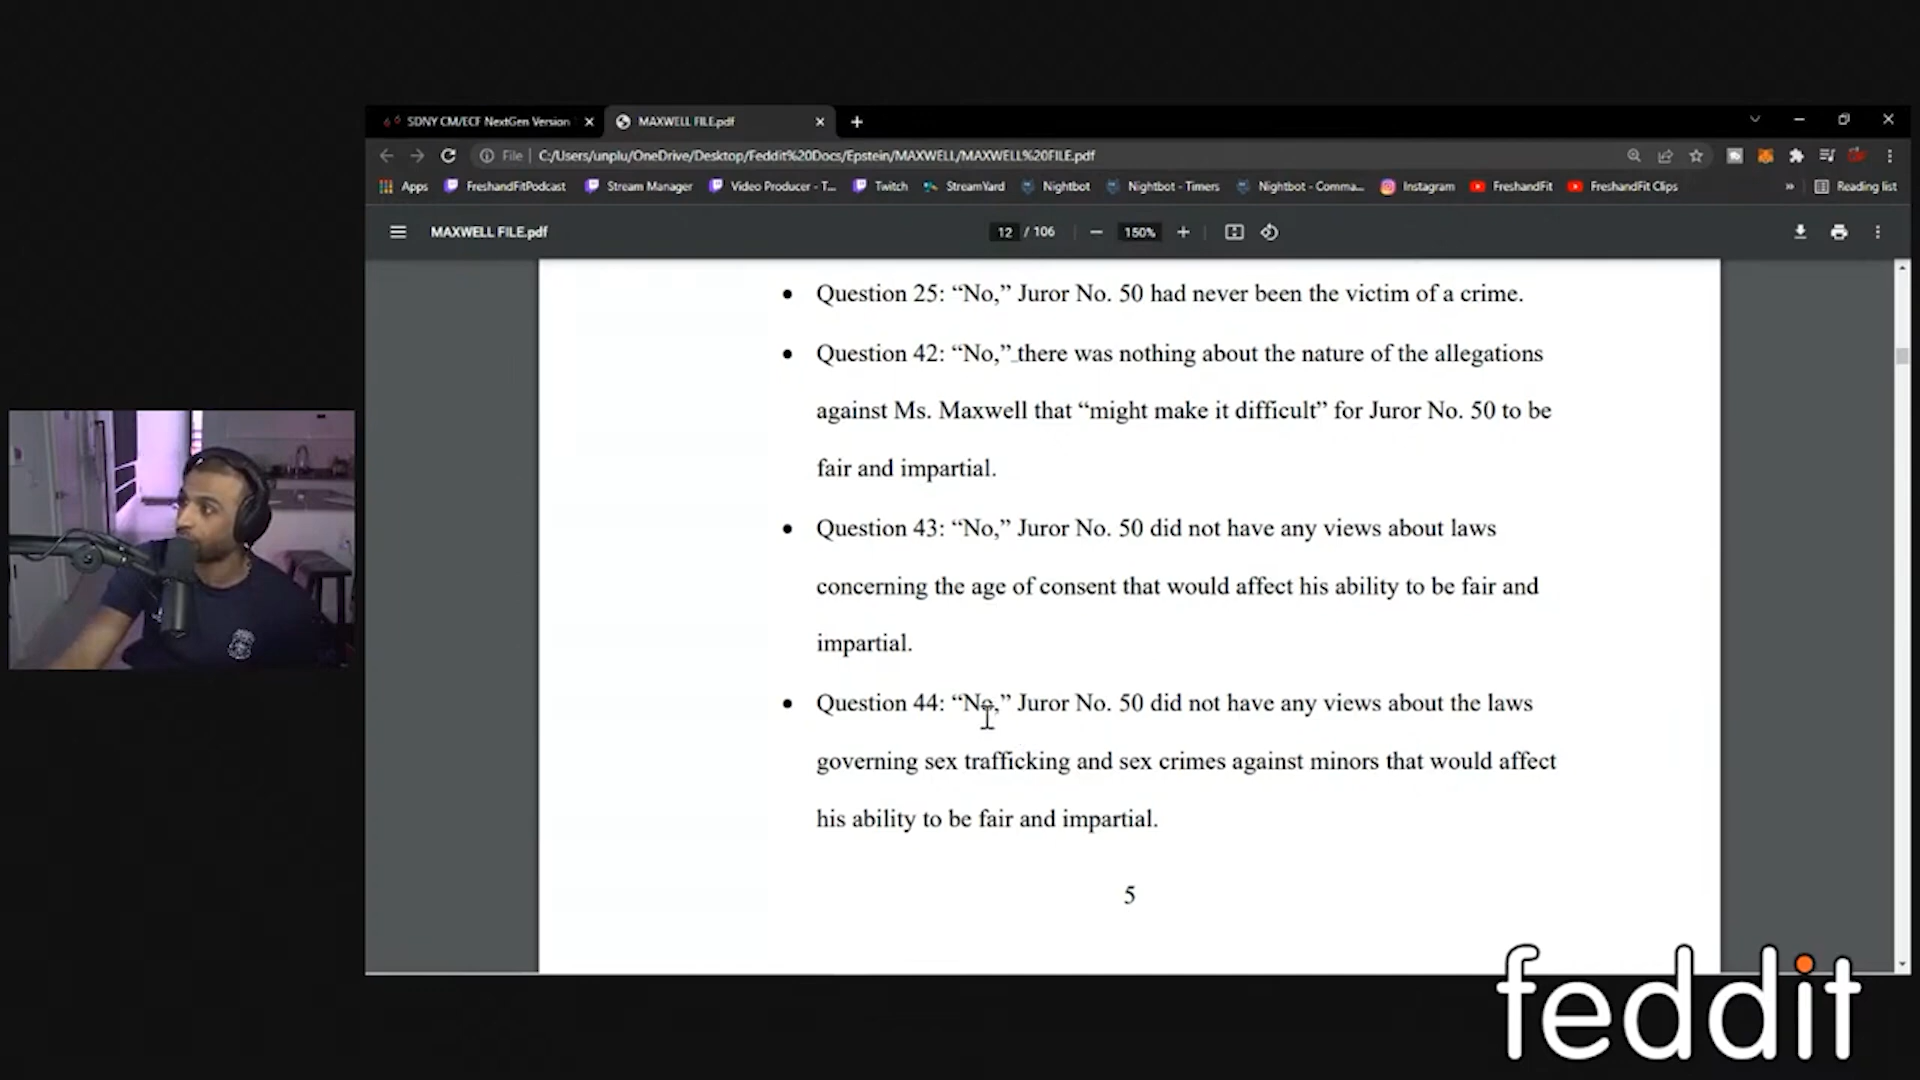 SDNY CM/ECF NextGen Version
MAXWELL FILE.pdf
File | C:/Users/unplu/OneDrive/Desktop/Feddit%20Docs/Epstein/MAXWELL/MAXWELL%20FILE.pdf
Apps FreshandFitPodcast Stream Manager Video Producer - T... Twitch StreamYard Nightbot Nightbot - Timers Nightbot - Comma... Instagram FreshandFit FreshandFit Clips » Reading list
MAXWELL FILE.pdf 12 / 106 — 150% +
• Question 25: “No,” Juror No. 50 had never been the victim of a crime.
• Question 42: “No,” there was nothing about the nature of the allegations
against Ms. Maxwell that “might make it difficult” for Juror No. 50 to be
fair and impartial.
• Question 43: “No,” Juror No. 50 did not have any views about laws
concerning the age of consent that would affect his ability to be fair and
impartial.
• Question 44: “No,” Juror No. 50 did not have any views about the laws
governing sex trafficking and sex crimes against minors that would affect
his ability to be fair and impartial.
5
feddit